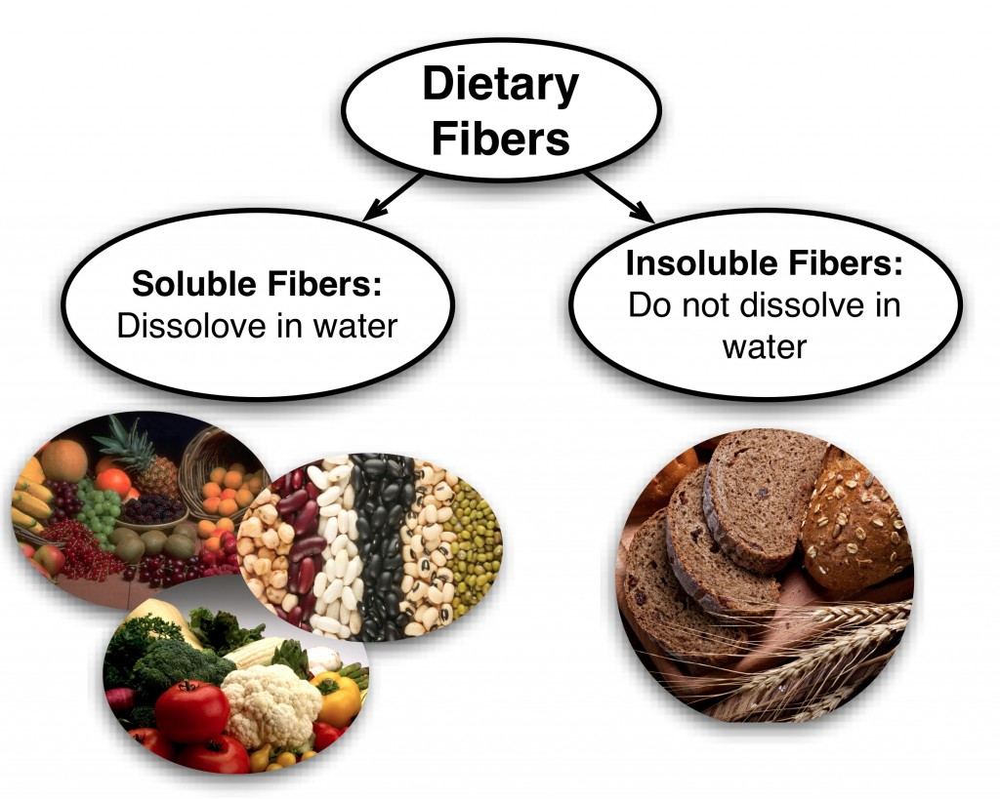 Dietary
Fibers
Soluble Fibers:
Dissolove in water
Insoluble Fibers:
Do not dissolve in
water